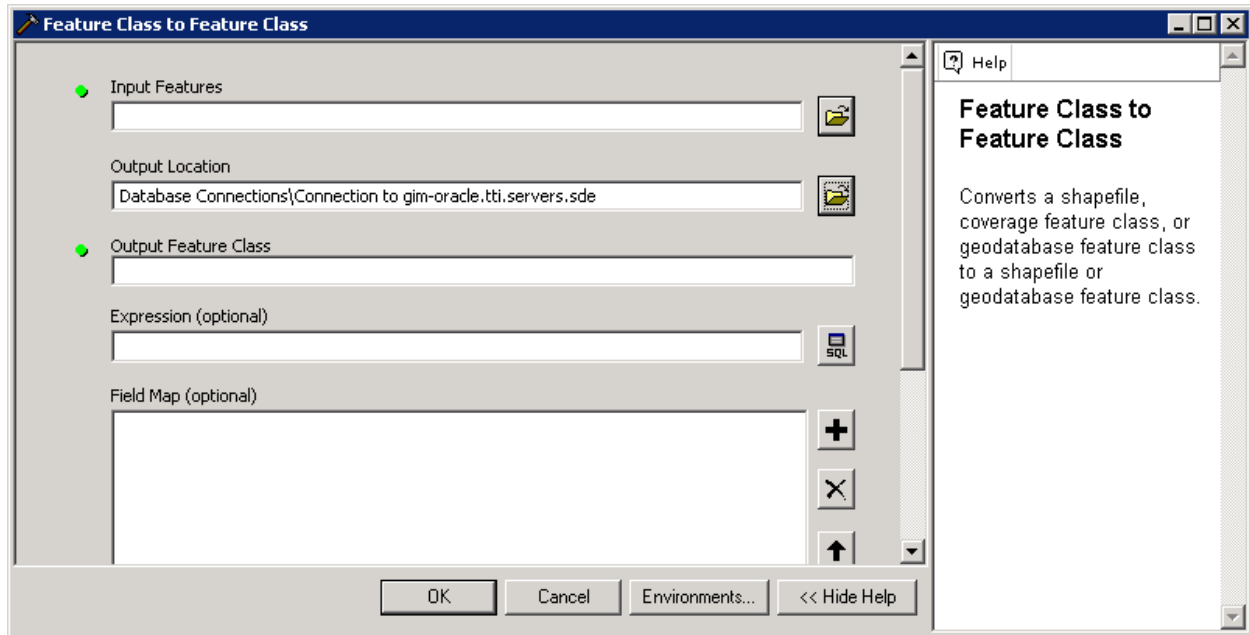 Feature Class to Feature Class
Input Features
Output Location
Database Connections\Connection to gim-oracle.tti.servers.sde
Output Feature Class
Expression (optional)
SQL
Field Map (optional)
OK
Cancel
Environments...
<< Hide Help
Help
Feature Class to
Feature Class
Converts a shapefile,
coverage feature class, or
geodatabase feature class
to a shapefile or
geodatabase feature class.